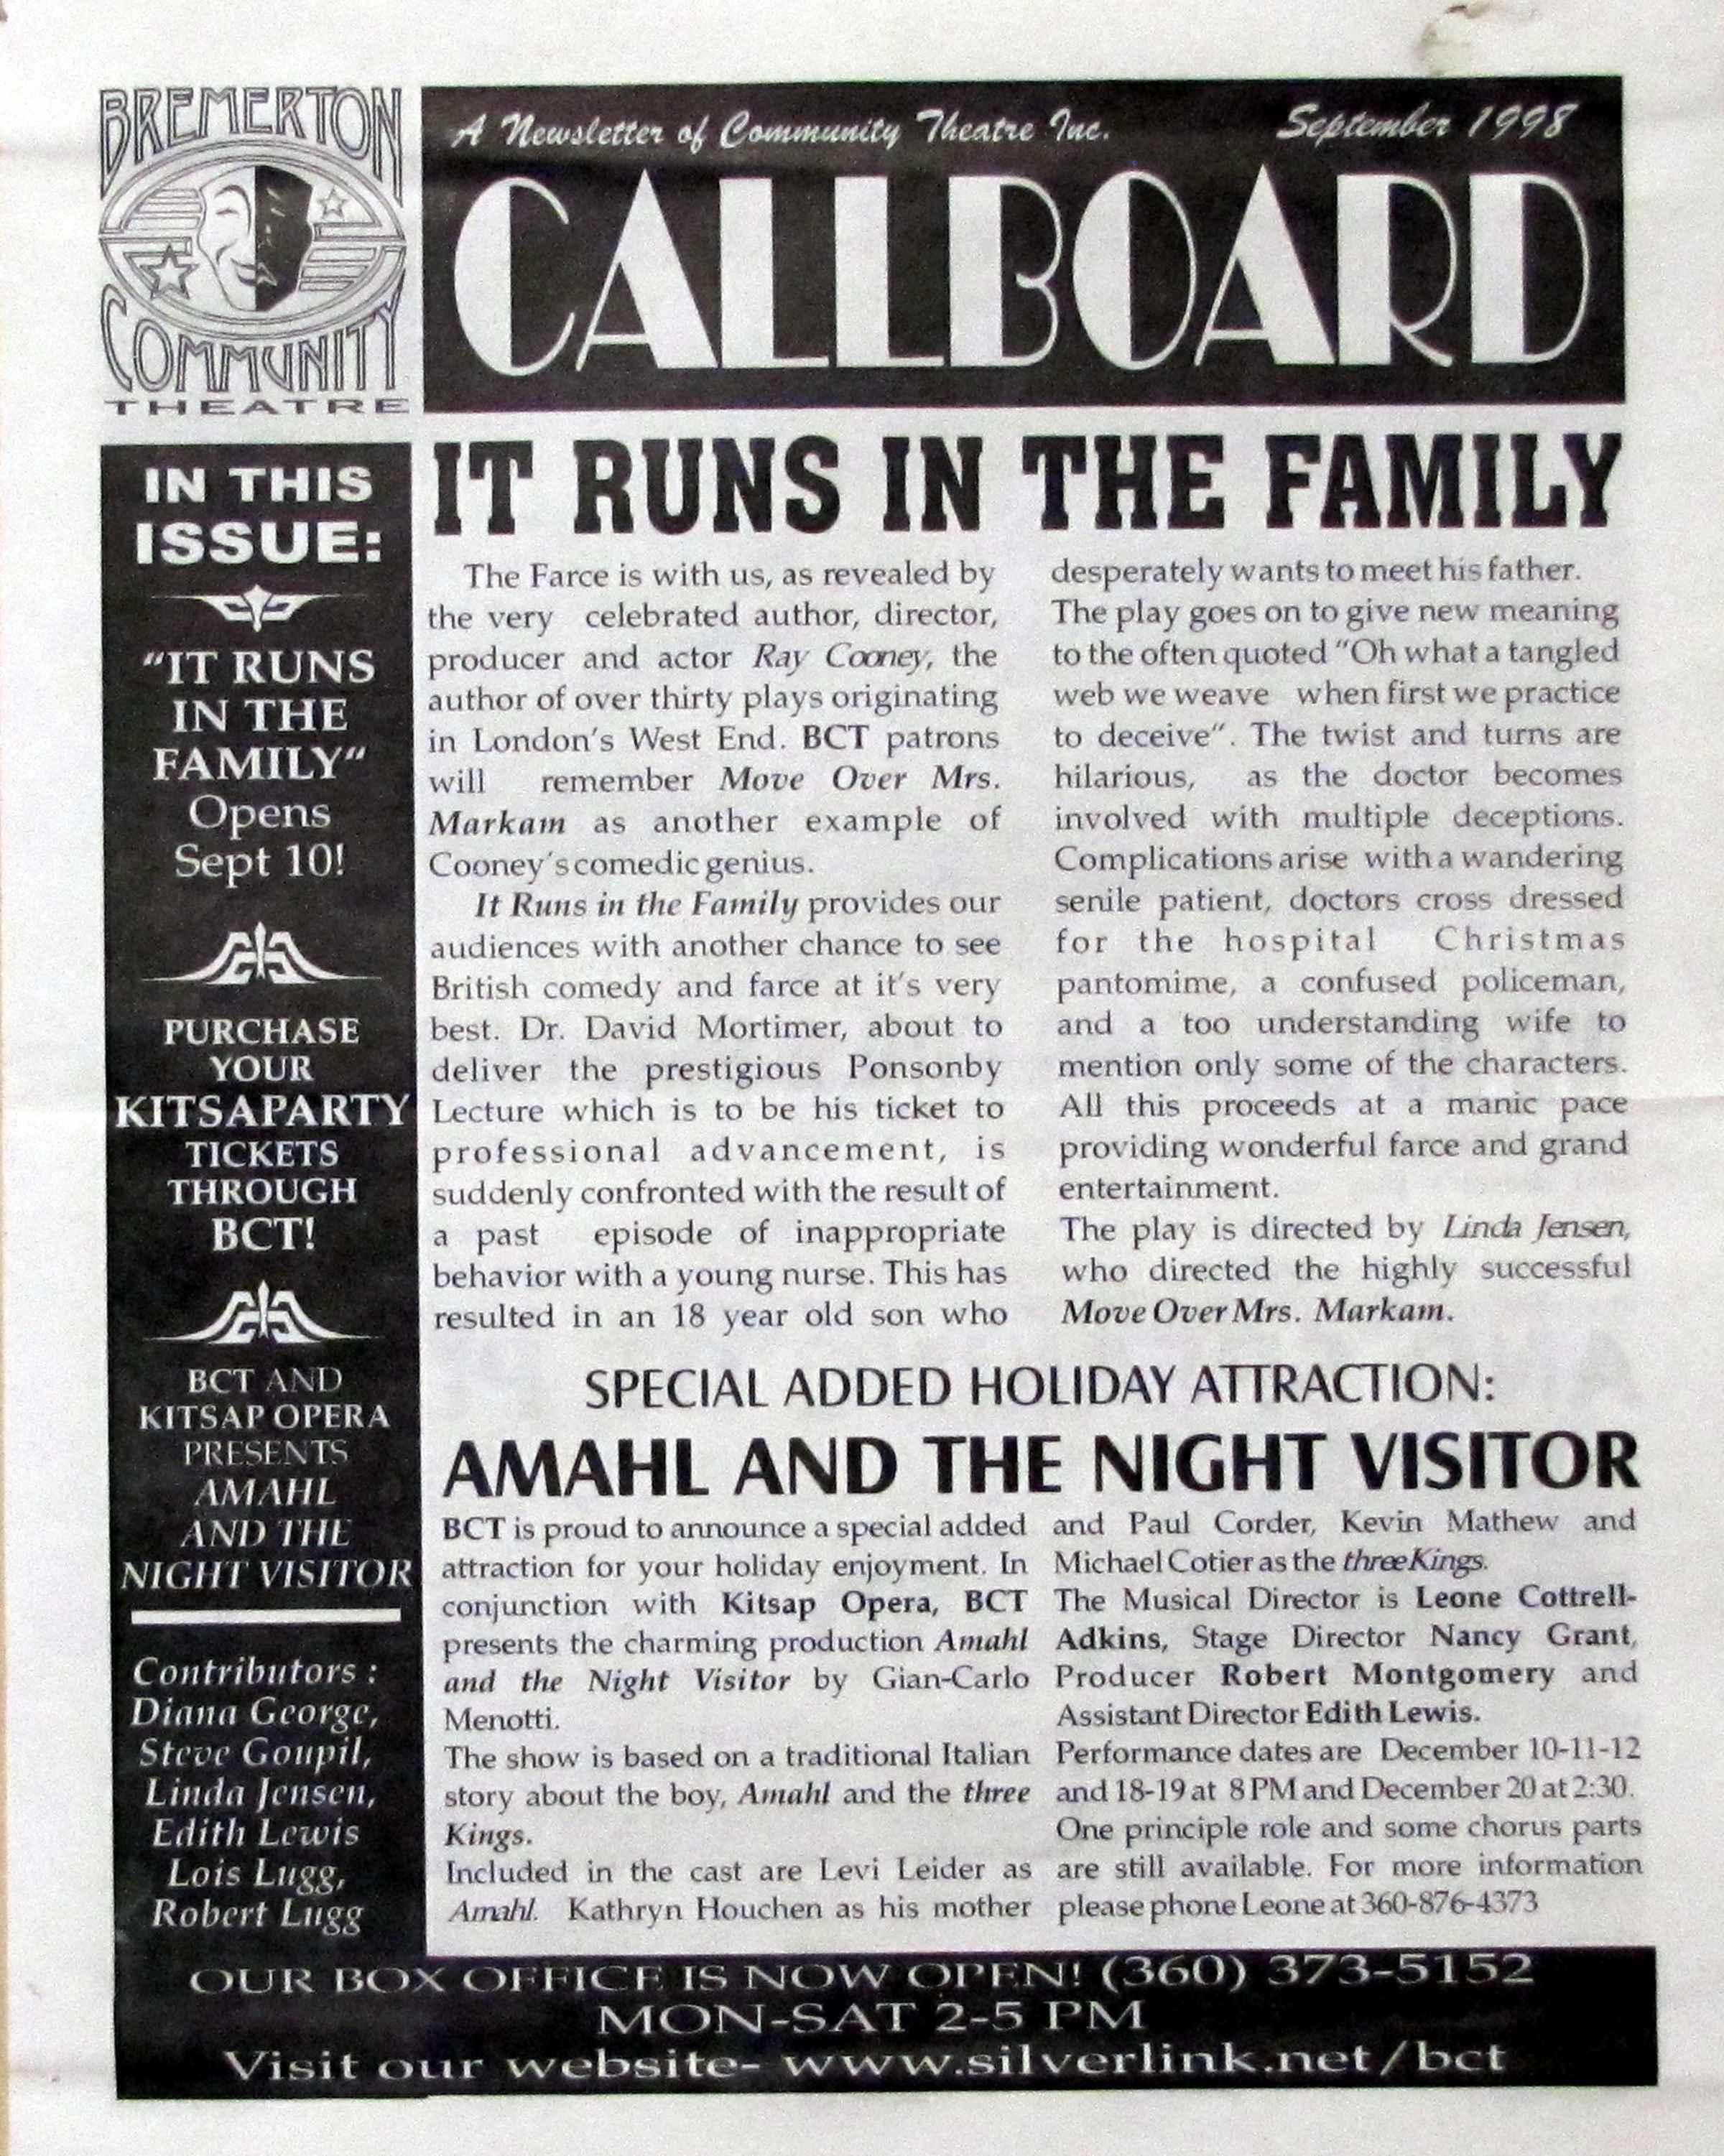 BREMERTON
COMMUNITY
THEATRE
A Newsletter of Community Theatre Inc. September 1998
CALLBOARD
IN THIS
ISSUE:
"IT RUNS
IN THE
FAMILY"
Opens
Sept 10!
PURCHASE
YOUR
KITSAPARTY
TICKETS
THROUGH
BCT!
BCT AND
KITSAP OPERA
PRESENTS
AMAHL
AND THE
NIGHT VISITOR
Contributors :
Diana George,
Steve Goupil,
Linda Jensen,
Edith Lewis
Lois Lugg,
Robert Lugg
IT RUNS IN THE FAMILY
The Farce is with us, as revealed by
the very celebrated author, director,
producer and actor Ray Cooney, the
author of over thirty plays originating
in London's West End. BCT patrons
will remember Move Over Mrs.
Markam as another example of
Cooney's comedic genius.
It Runs in the Family provides our
audiences with another chance to see
British comedy and farce at it's very
best. Dr. David Mortimer, about to
deliver the prestigious Ponsonby
Lecture which is to be his ticket to
professional advancement, is
suddenly confronted with the result of
a past episode of inappropriate
behavior with a young nurse. This has
resulted in an 18 year old son who
desperately wants to meet his father.
The play goes on to give new meaning
to the often quoted "Oh what a tangled
web we weave when first we practice
to deceive". The twist and turns are
hilarious, as the doctor becomes
involved with multiple deceptions.
Complications arise with a wandering
senile patient, doctors cross dressed
for the hospital Christmas
pantomime, a confused policeman,
and a too understanding wife to
mention only some of the characters.
All this proceeds at a manic pace
providing wonderful farce and grand
entertainment.
The play is directed by Linda Jensen,
who directed the highly successful
Move Over Mrs. Markam.
SPECIAL ADDED HOLIDAY ATTRACTION:
AMAHL AND THE NIGHT VISITOR
BCT is proud to announce a special added
attraction for your holiday enjoyment. In
conjunction with Kitsap Opera, BCT
presents the charming production Amahl
and the Night Visitor by Gian-Carlo
Menotti.
The show is based on a traditional Italian
story about the boy, Amahl and the three
Kings.
Included in the cast are Levi Leider as
Amahl. Kathryn Houchen as his mother
and Paul Corder, Kevin Mathew and
Michael Cotier as the three Kings.
The Musical Director is Leone Cottrell-
Adkins, Stage Director Nancy Grant,
Producer Robert Montgomery and
Assistant Director Edith Lewis.
Performance dates are December 10-11-12
and 18-19 at 8 PM and December 20 at 2:30.
One principle role and some chorus parts
are still available. For more information
please phone Leone at 360-876-4373
OUR BOX OFFICE IS NOW OPEN! (360) 373-5152
MON-SAT 2-5 PM
Visit our website- www.silverlink.net/bct